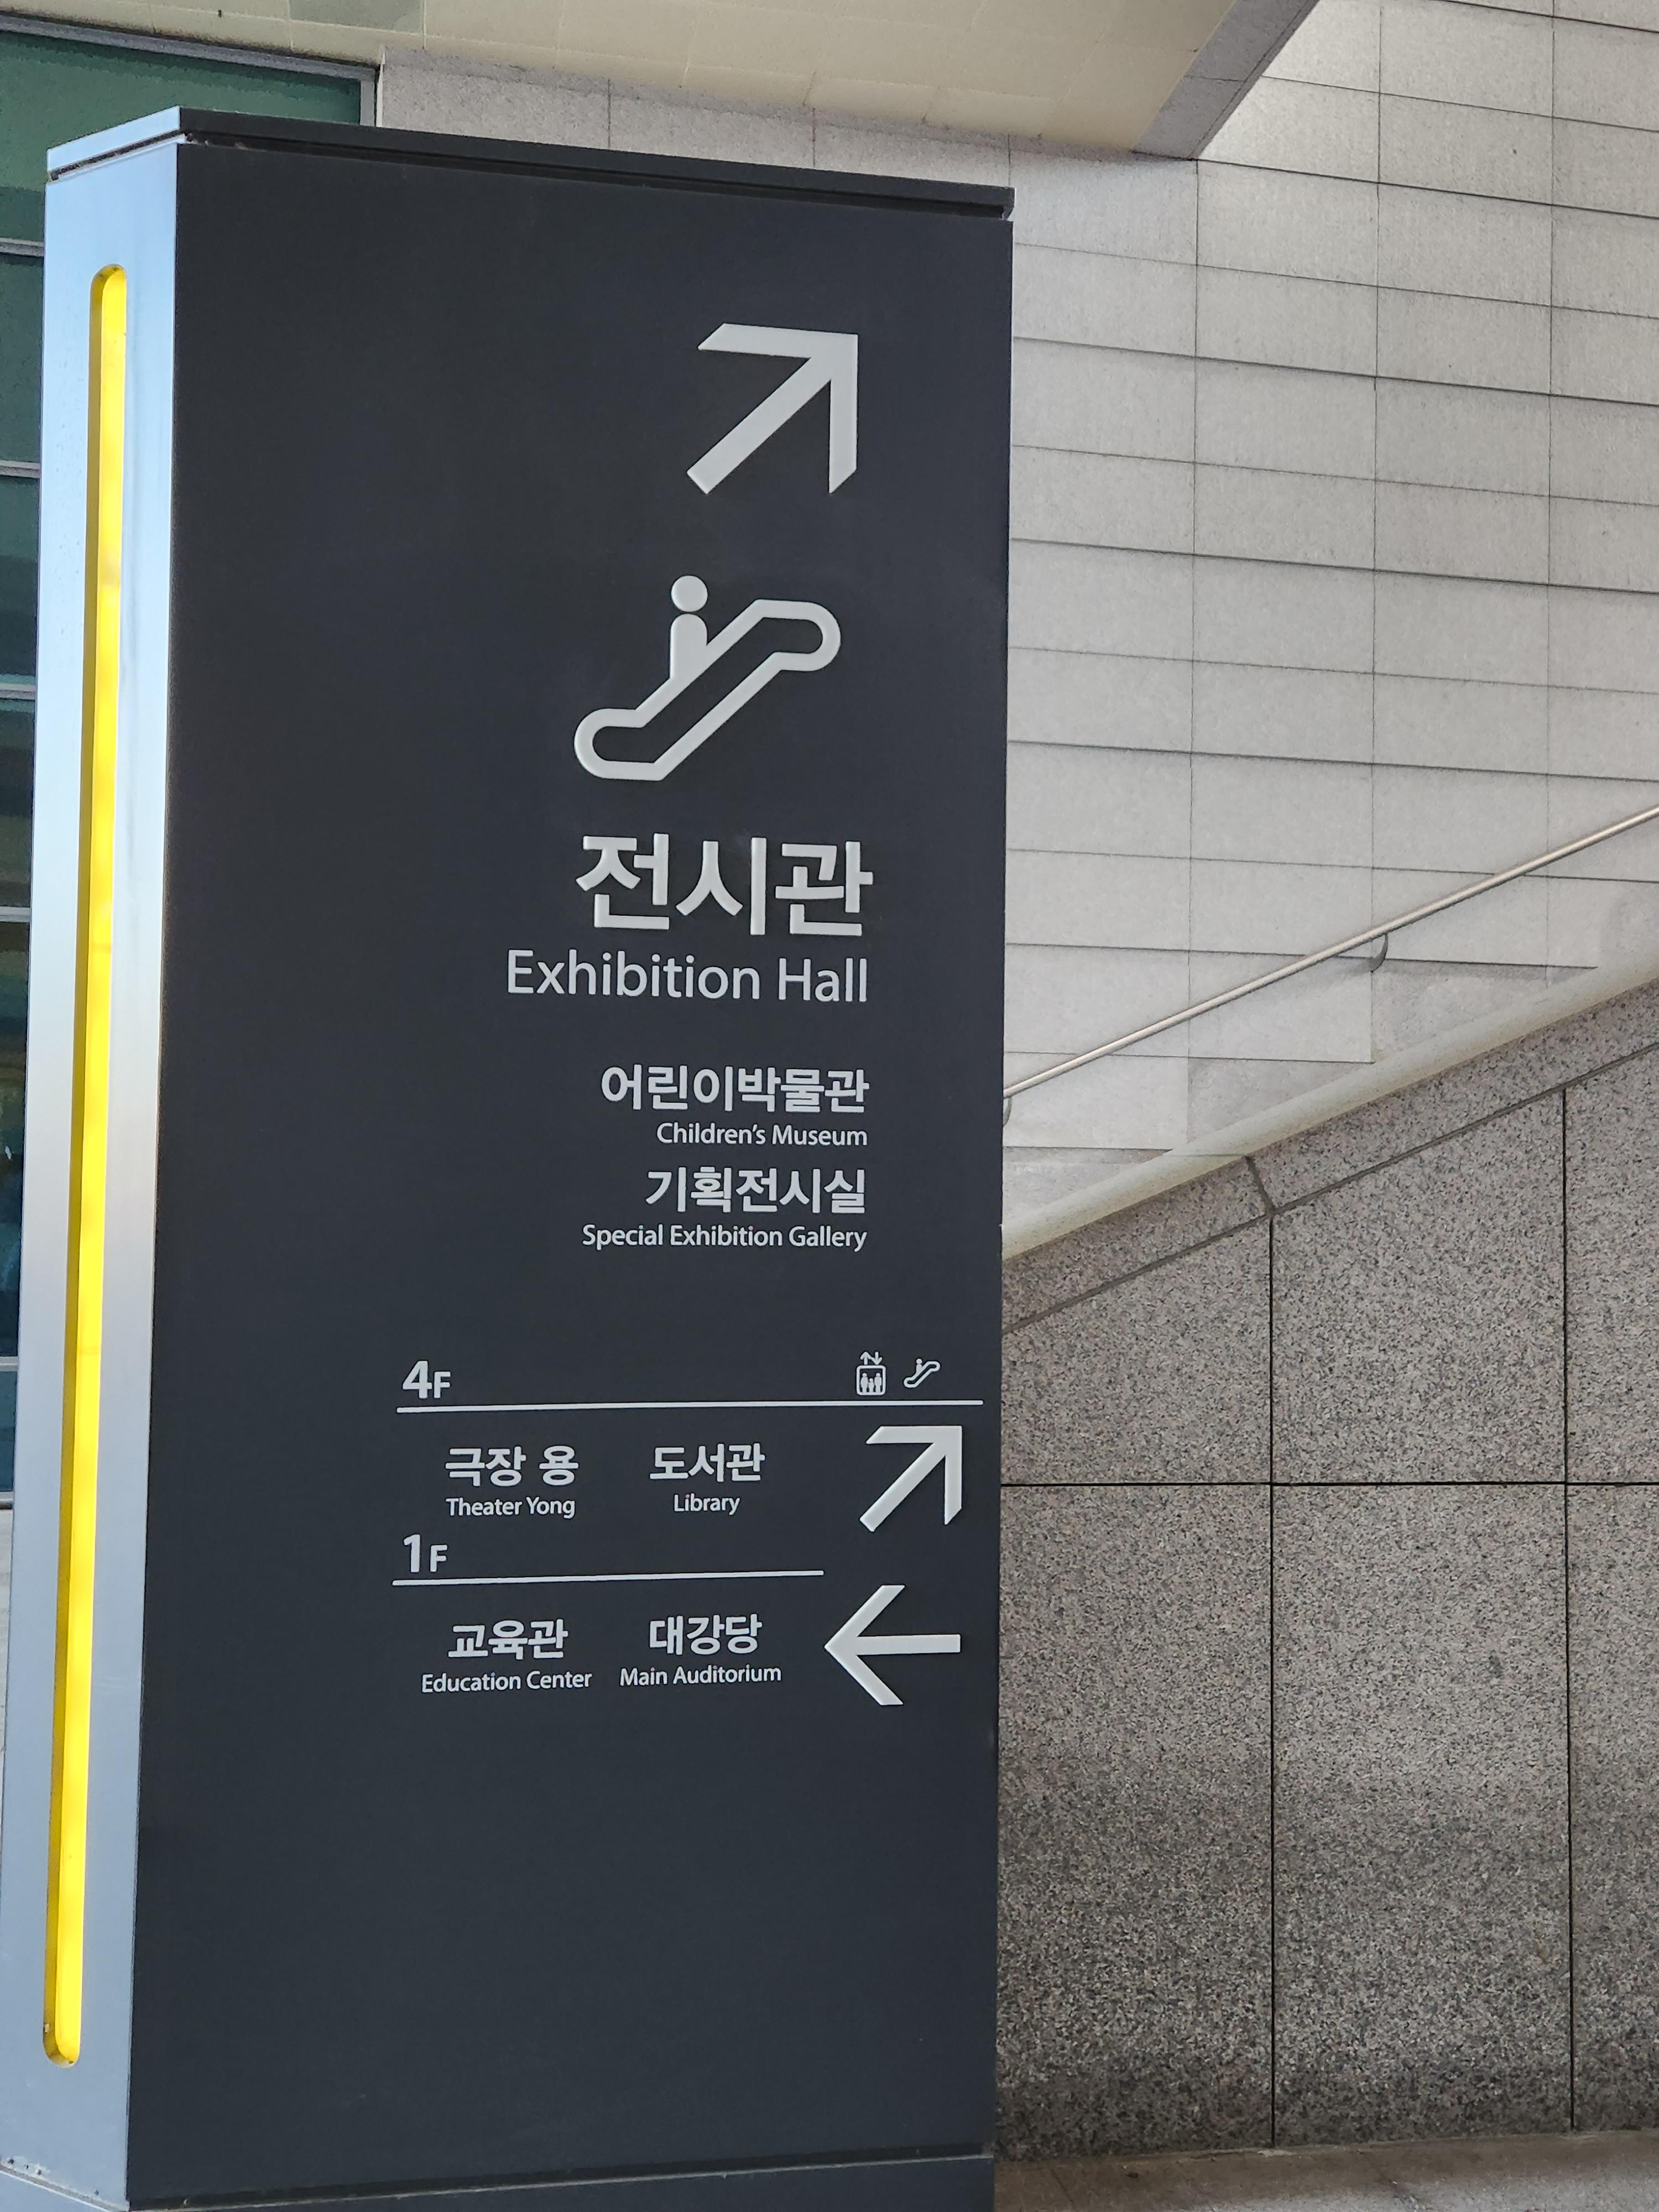 전시관
Exhibition Hall
어린이박물관
Children's Museum
기획전시실
Special Exhibition Gallery
4F
극장 용 도서관
Theater Yong Library
1F
교육관 대강당
Education Center Main Auditorium